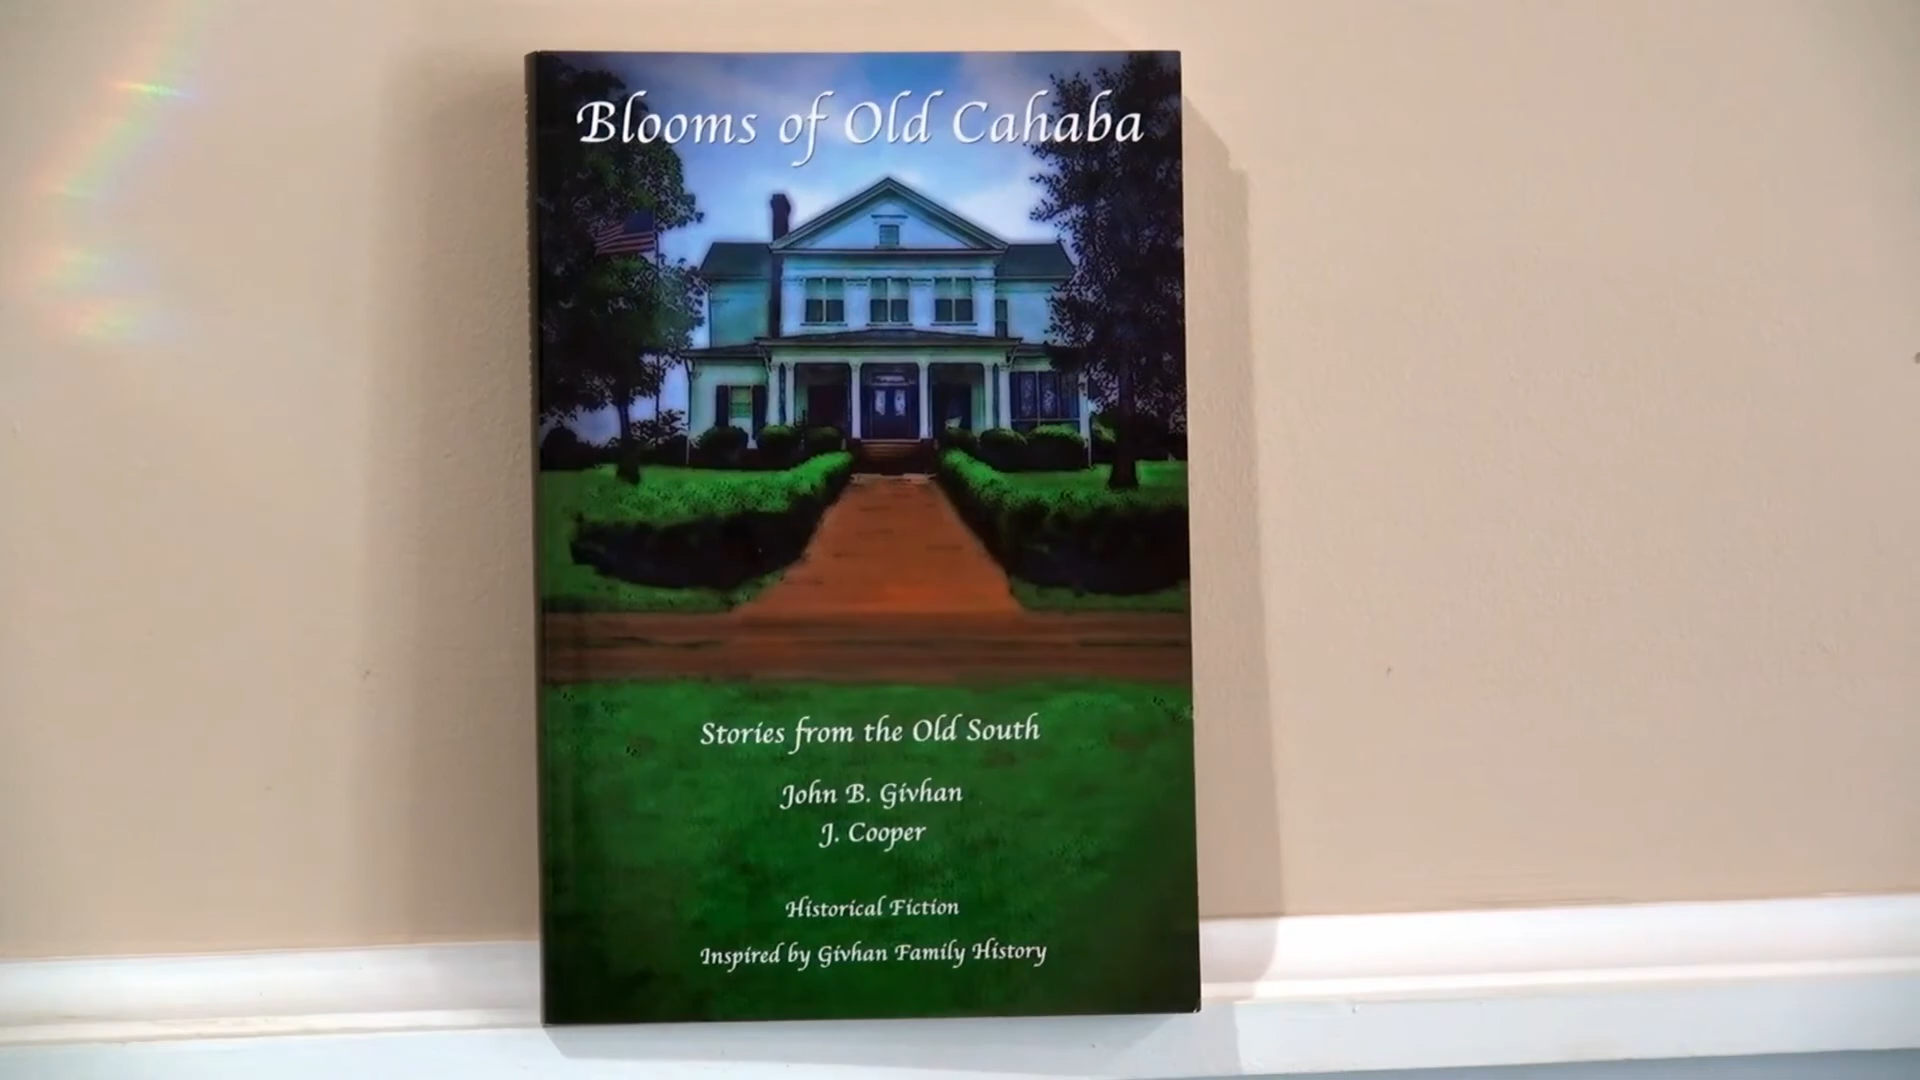 Blooms of Old Cahaba
Stories from the Old South
John B. Givhan
J. Cooper
Historical Fiction
Inspired by Givhan Family History